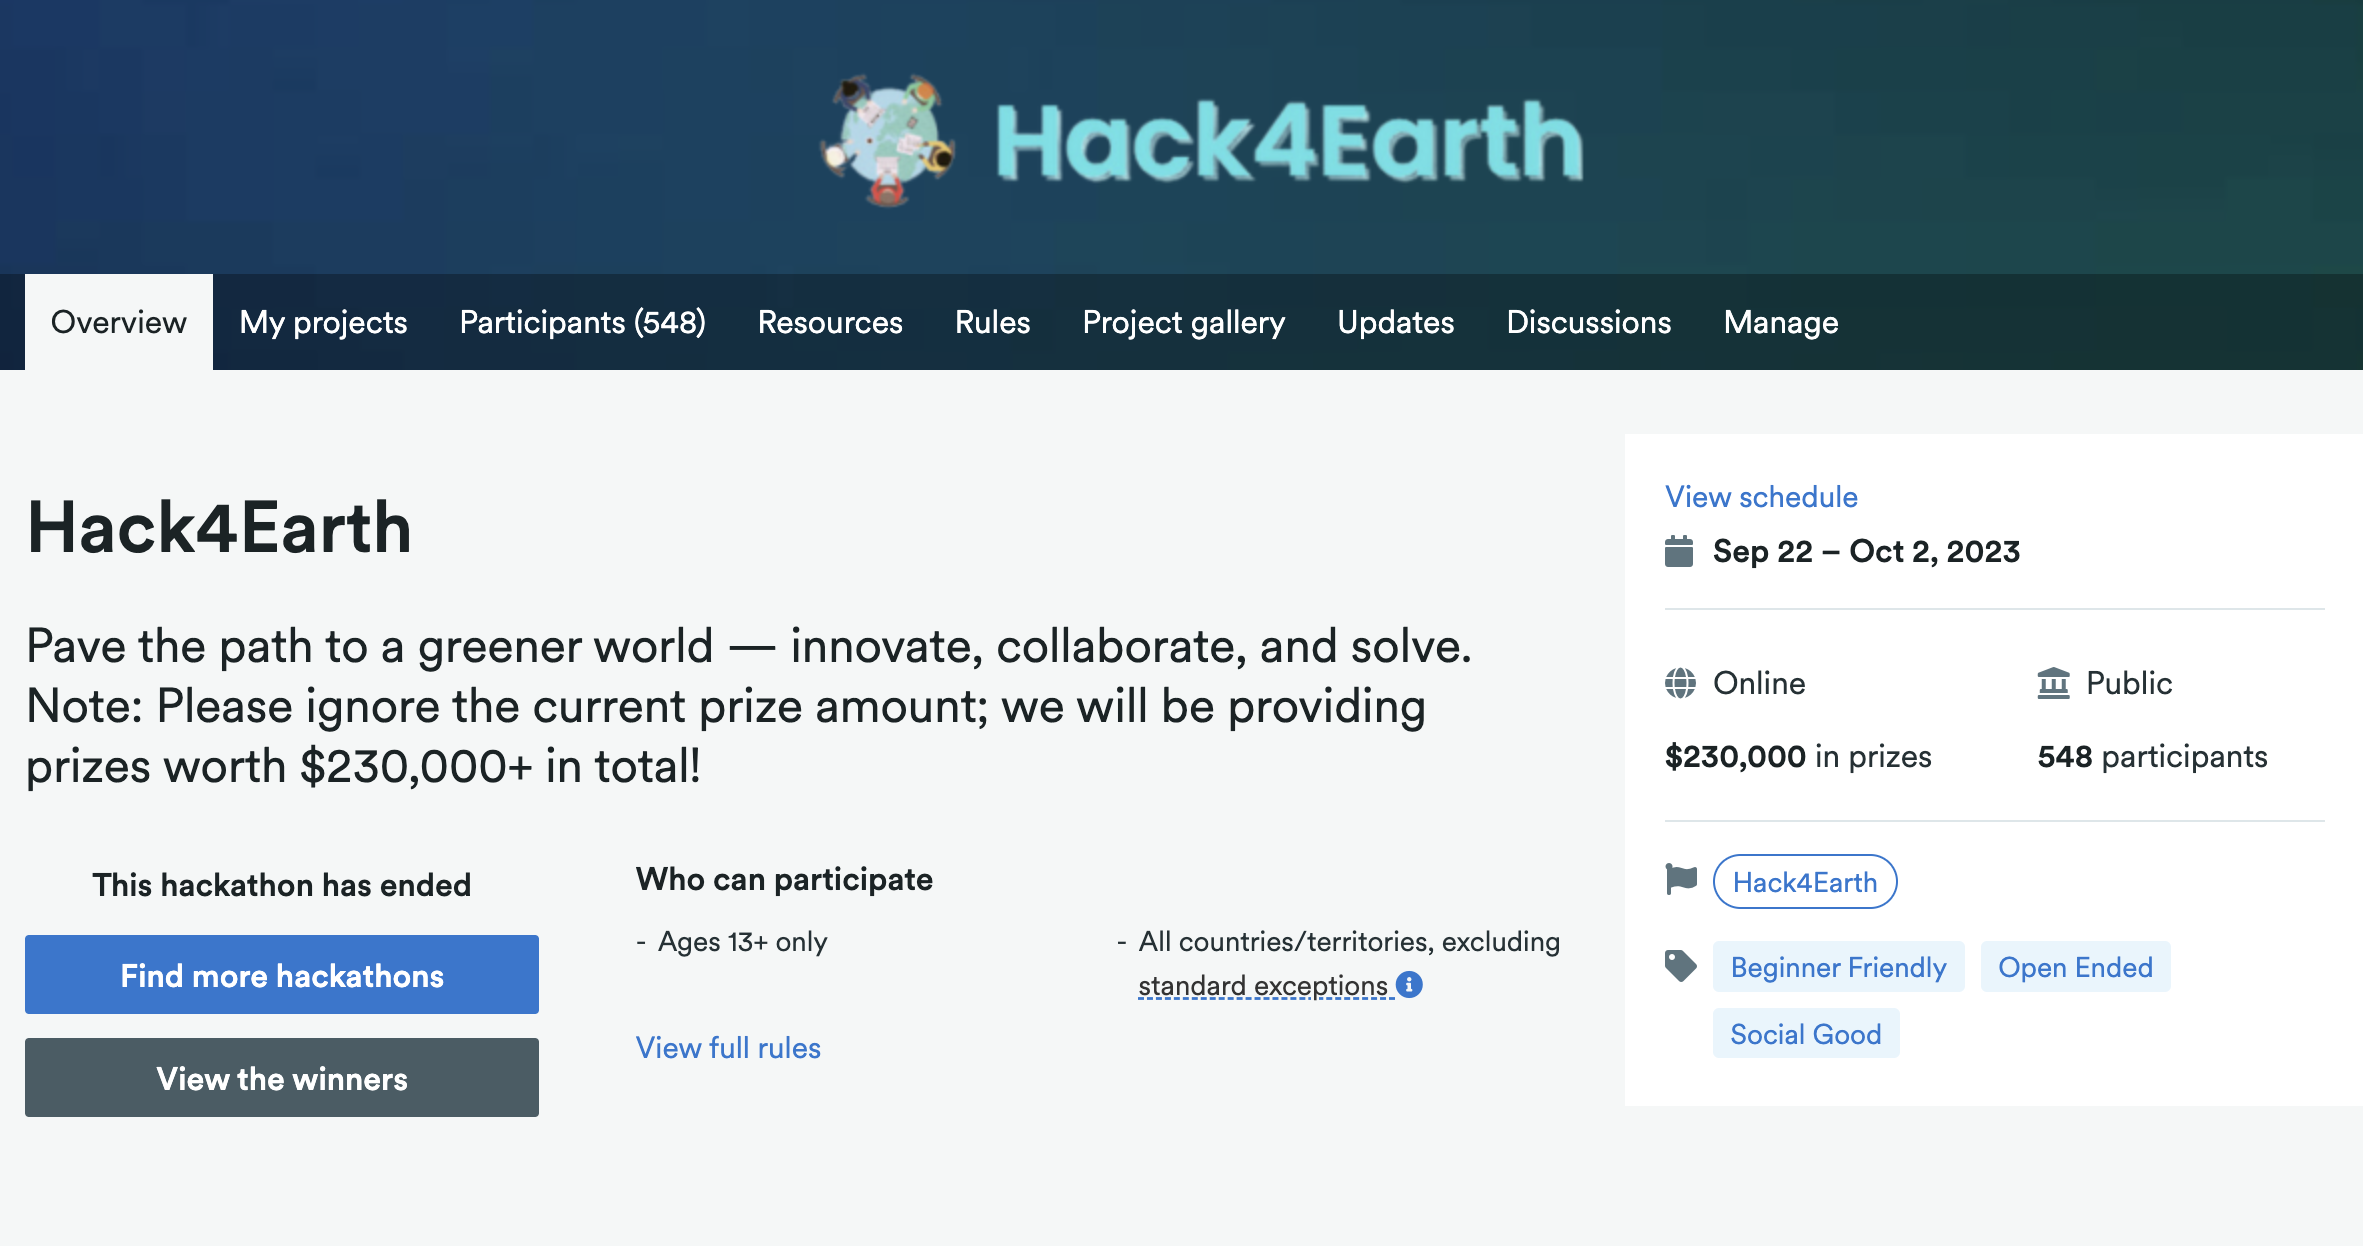 Hack4Earth
Overview
My projects
Participants (548)
Resources
Rules
Project gallery
Updates
Discussions
Manage
Hack4Earth
Pave the path to a greener world — innovate, collaborate, and solve.
Note: Please ignore the current prize amount; we will be providing
prizes worth $230,000+ in total!
This hackathon has ended
Find more hackathons
View the winners
Who can participate
- Ages 13+ only
- All countries/territories, excluding
standard exceptions
View full rules
View schedule
Sep 22 – Oct 2, 2023
Online
Public
$230,000 in prizes
548 participants
Hack4Earth
Beginner Friendly
Open Ended
Social Good